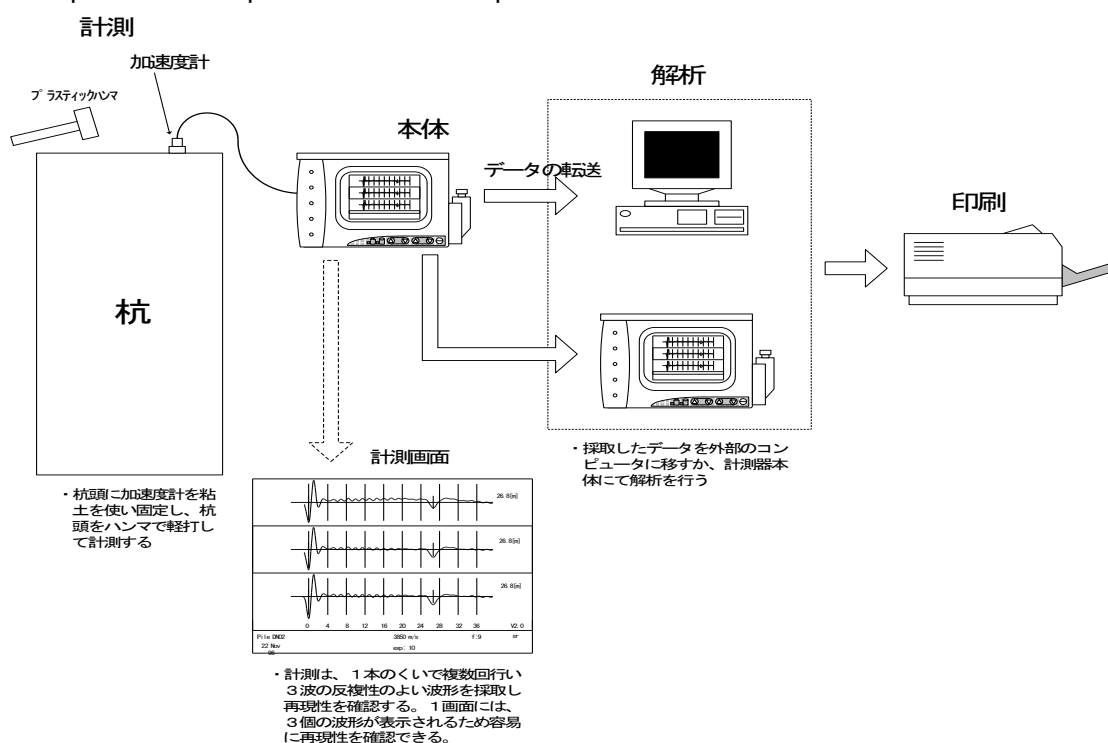 計測
加速度計
プラスティックハンマ
杭
・杭頭に加速度計を粘
土を使い固定し、杭
頭をハンマで軽打し
て計測する
本体
データの転送
計測画面
26.8[m]
26.8[m]
26.8[m]
0 4 8 12 16 20 24 28 32 36 V2.0
Pile DN02 3850 m/s f:9 sr
22 Nov exp: 10
96
・計測は、１本のくいで複数回行い
３波の反複性のよい波形を採取し
再現性を確認する。１画面には、
３個の波形が表示されるため容易
に再現性を確認できる。
解析
・採取したデータを外部のコン
ピュータに移すか、計測器本
体にて解析を行う
印刷